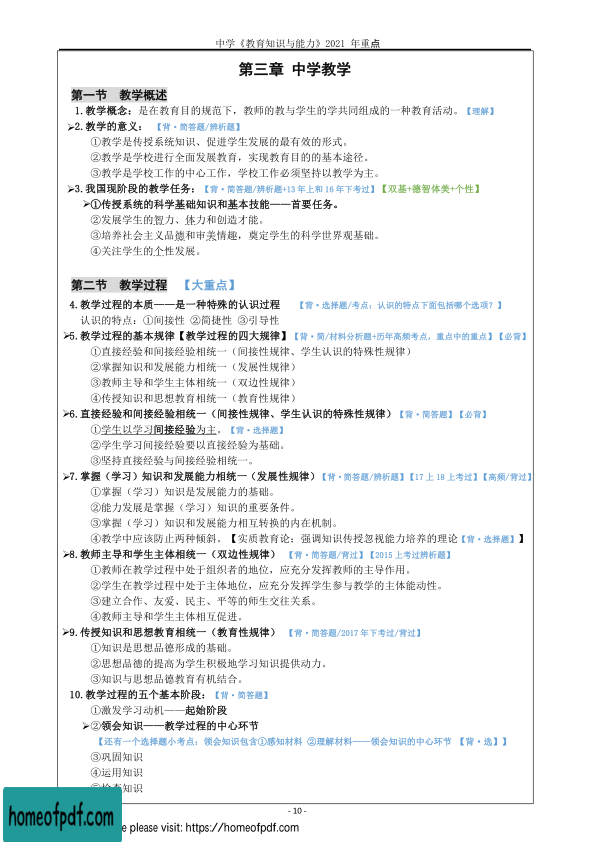 中学《教育知识与能力》2021 年重点
第三章 中学教学
第一节 教学概述
1.教学概念：是在教育目的规范下，教师的教与学生的学共同组成的一种教育活动。【理解】
➢2.教学的意义： 【背·简答题/辨析题】
①教学是传授系统知识、促进学生发展的最有效的形式。
②教学是学校进行全面发展教育，实现教育目的的基本途径。
③教学是学校工作的中心工作，学校工作必须坚持以教学为主。
➢3.我国现阶段的教学任务：【背·简答题/辨析题+13 年上和 16 年下考过】【双基+德智体美+个性】
➢①传授系统的科学基础知识和基本技能——首要任务。
②发展学生的智力、体力和创造才能。
③培养社会主义品德和审美情趣，奠定学生的科学世界观基础。
④关注学生的个性发展。
第二节 教学过程 【大重点】
4.教学过程的本质——是一种特殊的认识过程 【背·选择题/考点：认识的特点下面包括哪个选项？】
认识的特点：①间接性 ②简捷性 ③引导性
➢5.教学过程的基本规律【教学过程的四大规律】【背·简/材料分析题+历年高频考点，重点中的重点】【必背】
①直接经验和间接经验相统一（间接性规律、学生认识的特殊性规律）
②掌握知识和发展能力相统一（发展性规律）
③教师主导和学生主体相统一（双边性规律）
④传授知识和思想教育相统一（教育性规律）
➢6.直接经验和间接经验相统一（间接性规律、学生认识的特殊性规律）【背·简答题】【必背】
①学生以学习间接经验为主。【背·选择题】
②学生学习间接经验要以直接经验为基础。
③坚持直接经验与间接经验相统一。
➢7.掌握（学习）知识和发展能力相统一（发展性规律）【背·简答题/辨析题】【17 上 18 上考过】【高频/背过】
①掌握（学习）知识是发展能力的基础。
②能力发展是掌握（学习）知识的重要条件。
③掌握（学习）知识和发展能力相互转换的内在机制。
④教学中应该防止两种倾斜。【实质教育论：强调知识传授忽视能力培养的理论【背·选择题】】
➢8.教师主导和学生主体相统一（双边性规律） 【背·简答题/背过】【2015 上考过辨析题】
①教师在教学过程中处于组织者的地位，应充分发挥教师的主导作用。
②学生在教学过程中处于主体地位，应充分发挥学生参与教学的主体能动性。
③建立合作、友爱、民主、平等的师生交往关系。
④教师主导和学生主体相互促进。
➢9.传授知识和思想教育相统一（教育性规律） 【背·简答题/2017 年下考过/背过】
①知识是思想品德形成的基础。
②思想品德的提高为学生积极地学习知识提供动力。
③知识与思想品德教育有机结合。
10.教学过程的五个基本阶段：【背·简答题】
①激发学习动机——起始阶段
➢②领会知识——教学过程的中心环节
【还有一个选择题小考点：领会知识包含①感知材料 ②理解材料——领会知识的中心环节 【背·选】】
③巩固知识
④运用知识
⑤检查知识
- 10 -
homeofpdf.com
e please visit: https://homeofpdf.com